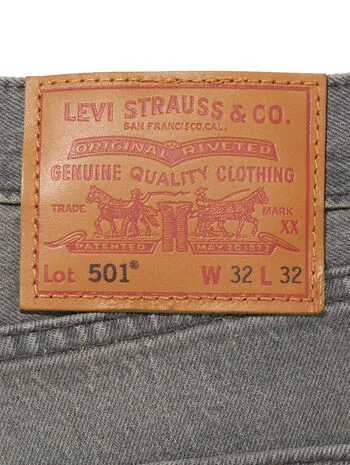 LEVI STRAUSS & CO.
SAN FRANCISCO, CAL.
ORIGINAL RIVETED
GENUINE QUALITY CLOTHING
TRADE MARK
XX
PATENTED MAY 20 1873
Lot 501® W 32 L 32